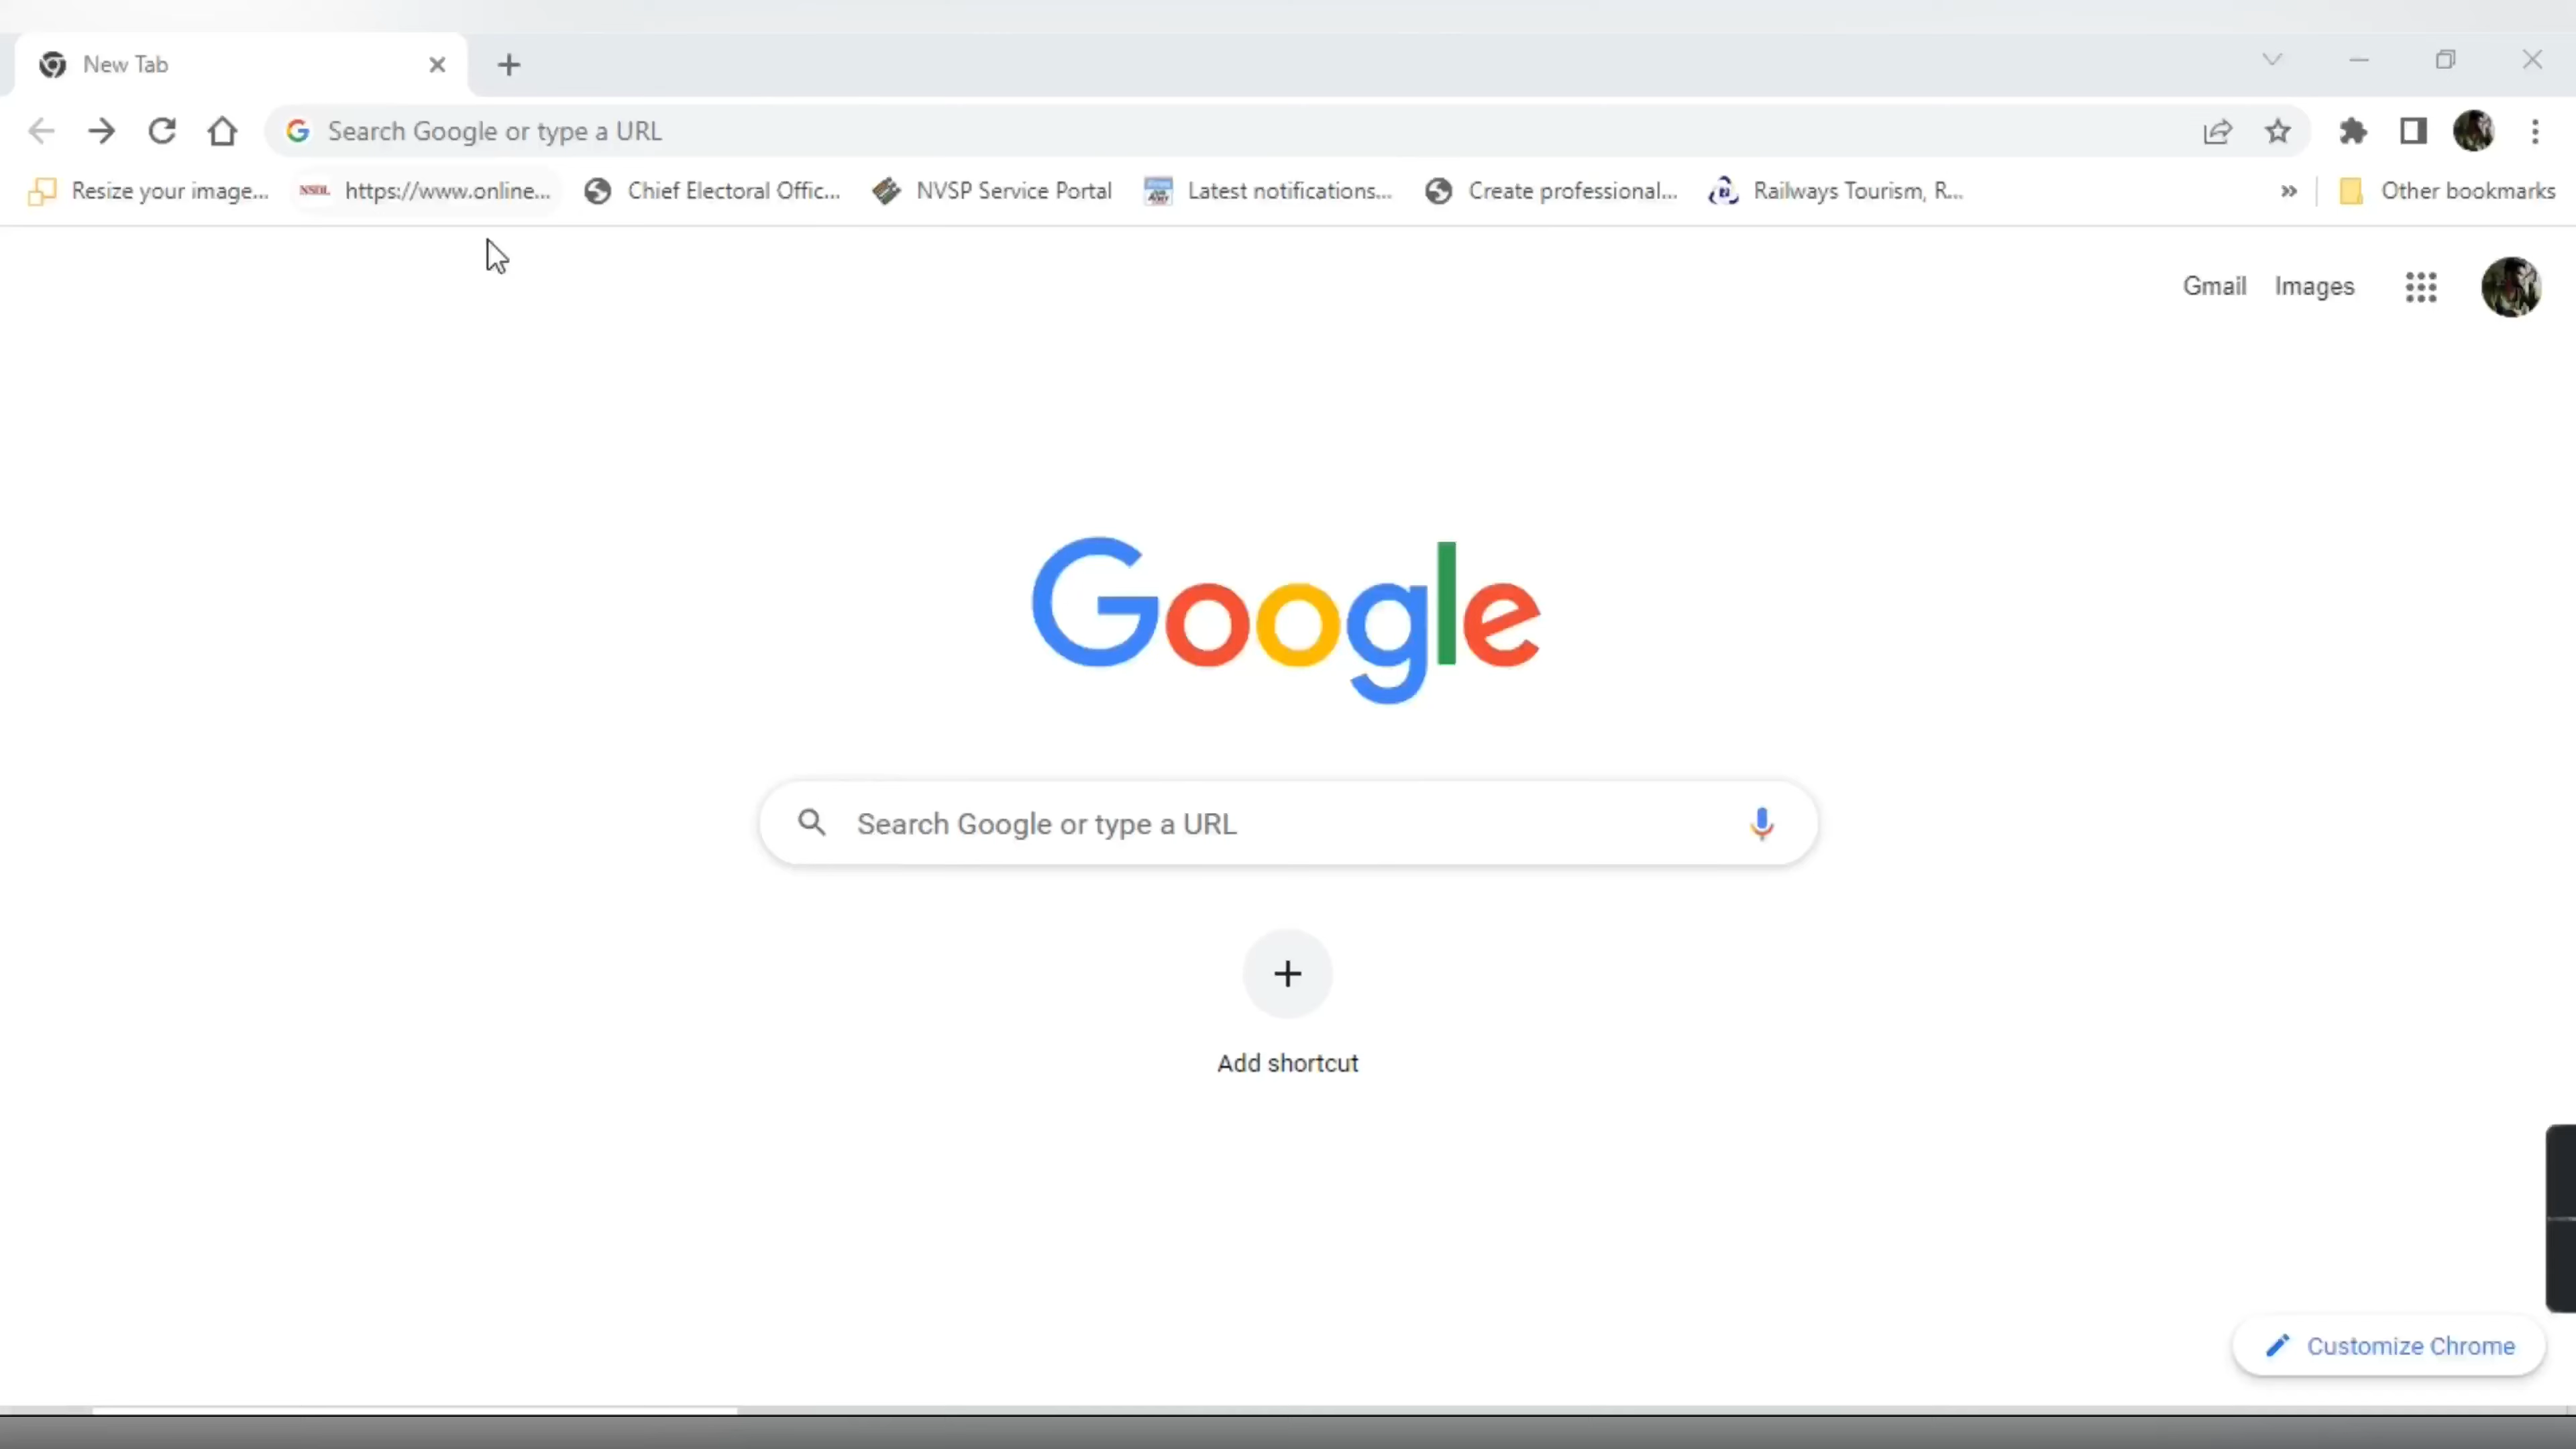 New Tab
Search Google or type a URL
Resize your image... NSDL https://www.online... Chief Electoral Offic... NVSP Service Portal Latest notifications... Create professional... Railways Tourism, R... » Other bookmarks
Gmail Images
Google
Search Google or type a URL
Add shortcut
Customize Chrome